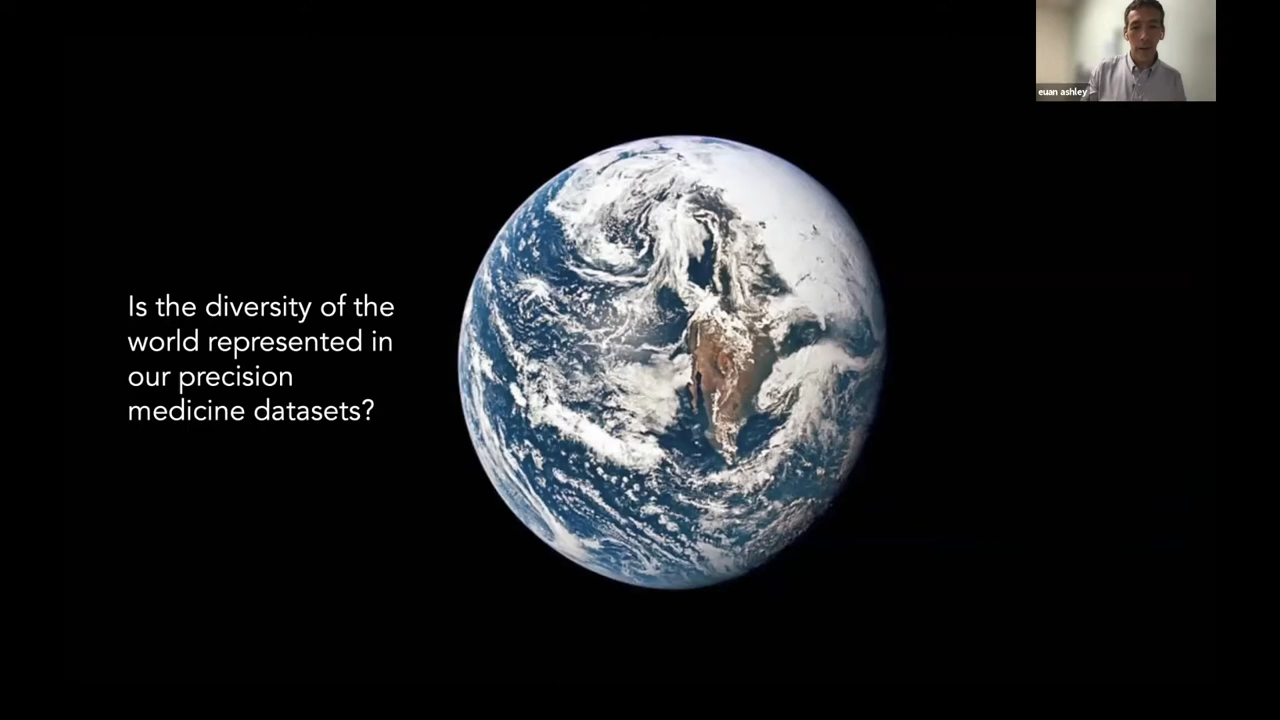 euan ashley
Is the diversity of the
world represented in
our precision
medicine datasets?